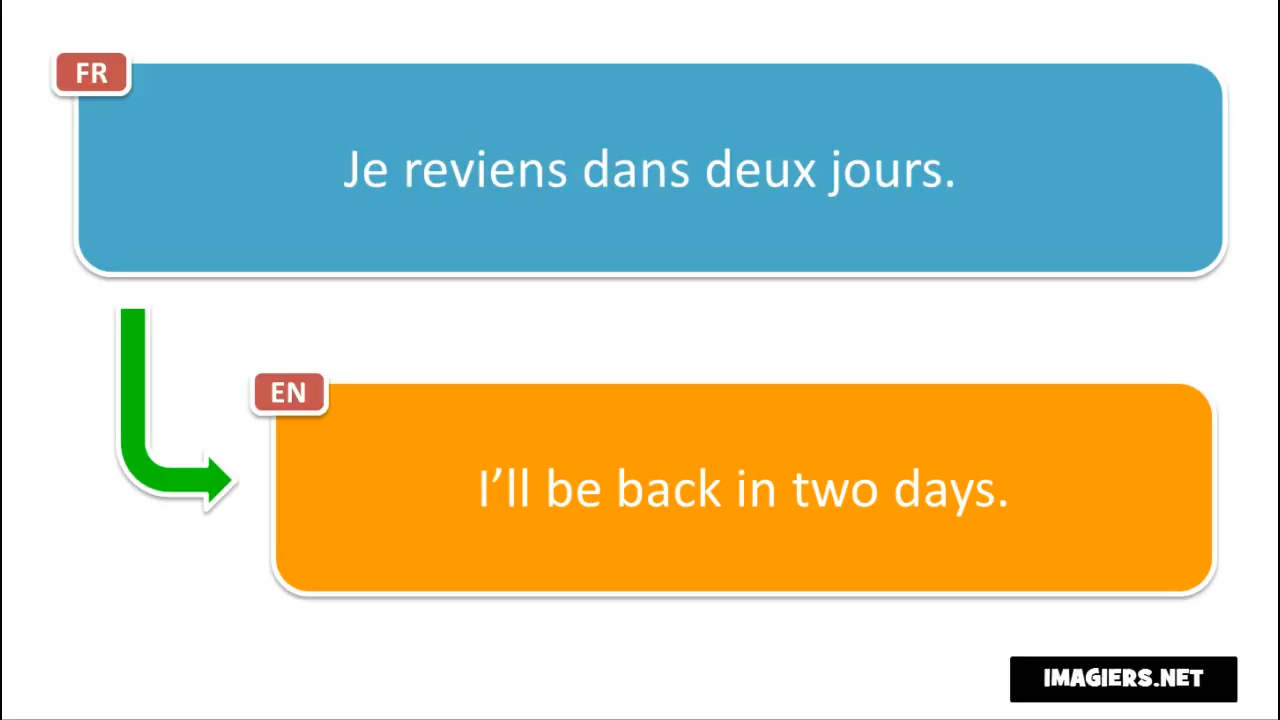 FR
Je reviens dans deux jours.
EN
I’ll be back in two days.
IMAGIERS.NET